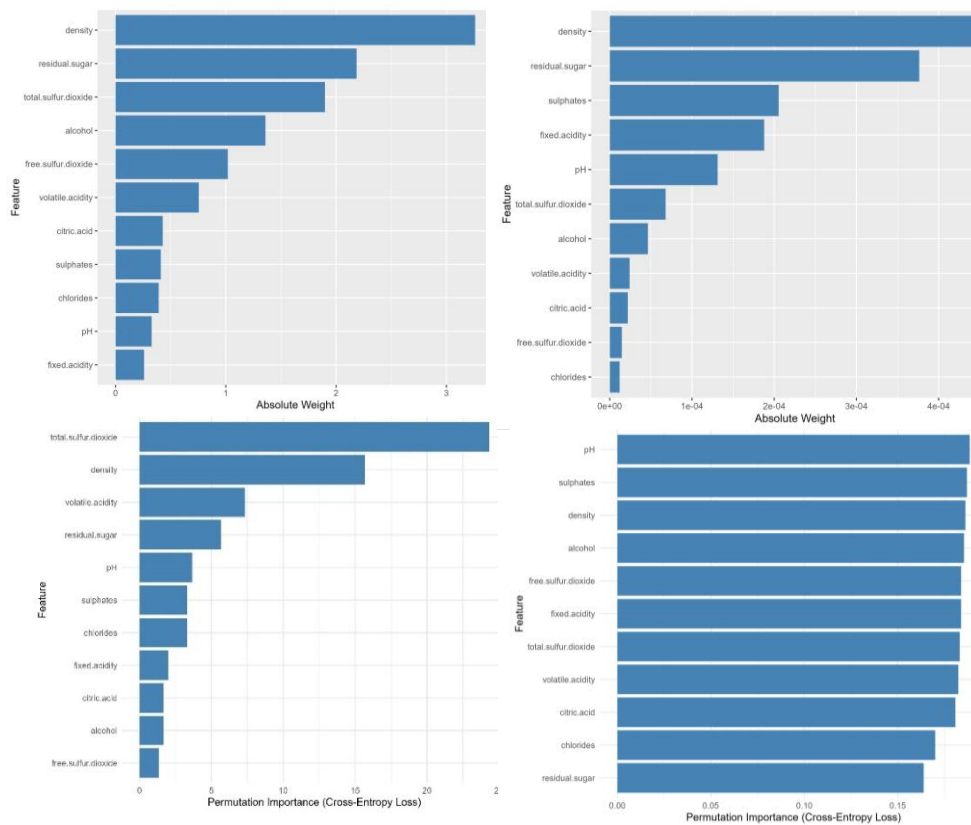 density
residual.sugar
total.sulfur.dioxide
alcohol
free.sulfur.dioxide
volatile.acidity
citric.acid
sulphates
chlorides
pH
fixed.acidity
Feature
0 1 2 3
Absolute Weight
density
residual.sugar
sulphates
fixed.acidity
pH
total.sulfur.dioxide
alcohol
volatile.acidity
citric.acid
free.sulfur.dioxide
chlorides
Feature
0e+00 1e-04 2e-04 3e-04 4e-04
Absolute Weight
total.sulfur.dioxide
density
volatile.acidity
residual.sugar
pH
sulphates
chlorides
fixed.acidity
citric.acid
alcohol
free.sulfur.dioxide
Feature
0 5 10 15 20 2
Permutation Importance (Cross-Entropy Loss)
pH
sulphates
density
alcohol
free.sulfur.dioxide
fixed.acidity
total.sulfur.dioxide
volatile.acidity
citric.acid
chlorides
residual.sugar
Feature
0.00 0.05 0.10 0.15
Permutation Importance (Cross-Entropy Loss)